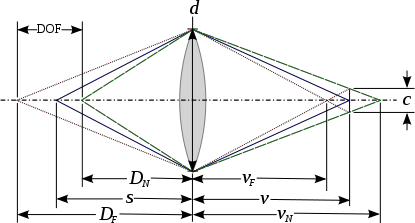 d
DOF
c
D_N v_F
s v
D_F v_N